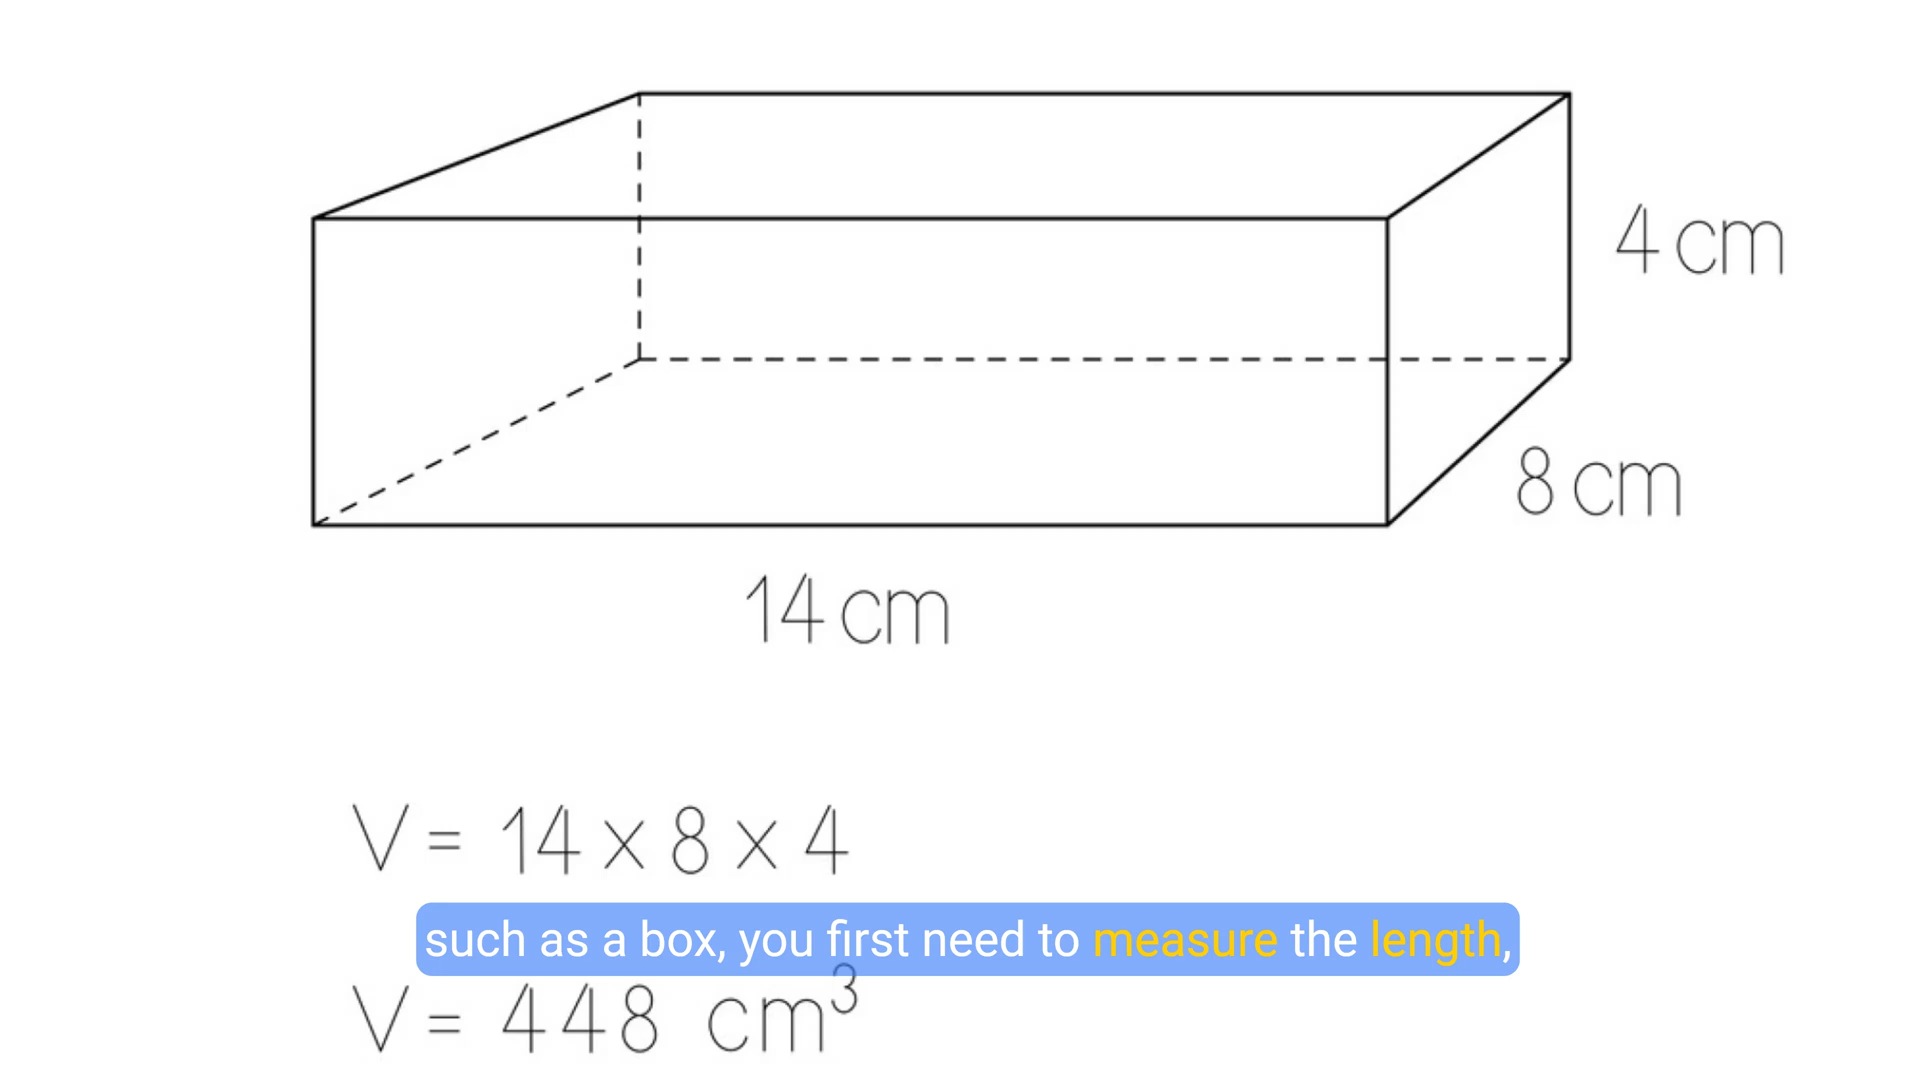 4 cm
8 cm
14 cm
V = 14 x 8 x 4
such as a box, you first need to measure the length,
V = 448 cm³